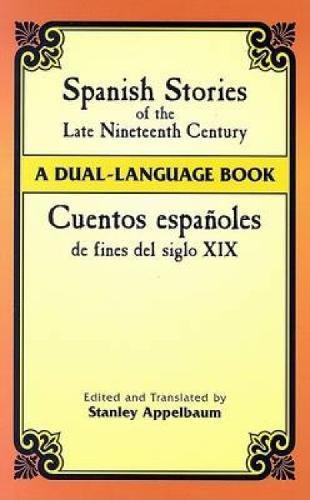 Spanish Stories
of the
Late Nineteenth Century
A DUAL-LANGUAGE BOOK
Cuentos españoles
de fines del siglo XIX
Edited and Translated by
Stanley Appelbaum